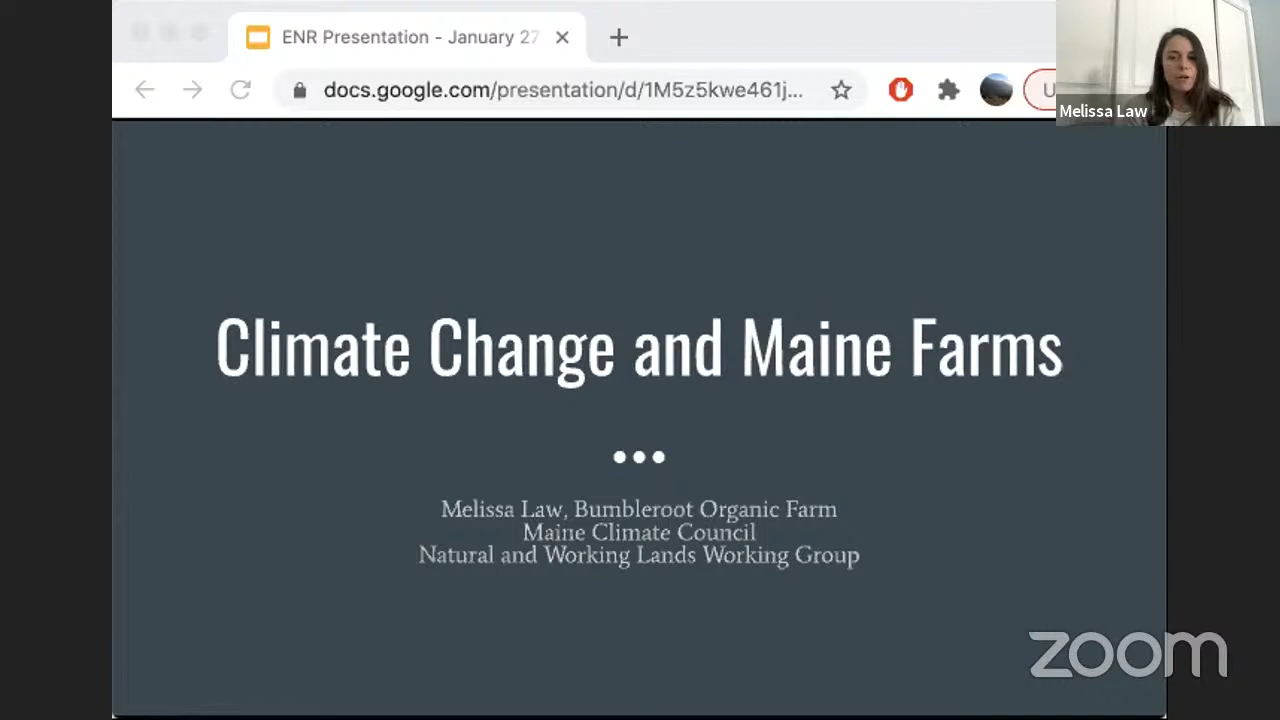 ENR Presentation - January 27
docs.google.com/presentation/d/1M5z5kwe461j...
U
Melissa Law
Climate Change and Maine Farms
Melissa Law, Bumbleroot Organic Farm
Maine Climate Council
Natural and Working Lands Working Group
zoom